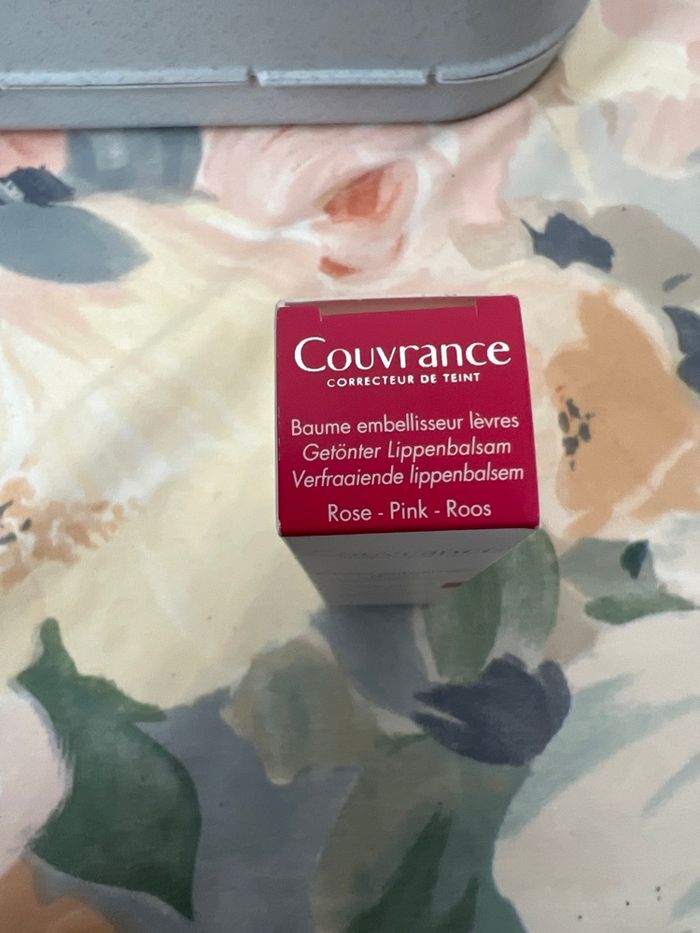 Couvrance
CORRECTEUR DE TEINT
Baume embellisseur lèvres
Getönter Lippenbalsam
Verfraaiende lippenbalsem
Rose - Pink - Roos